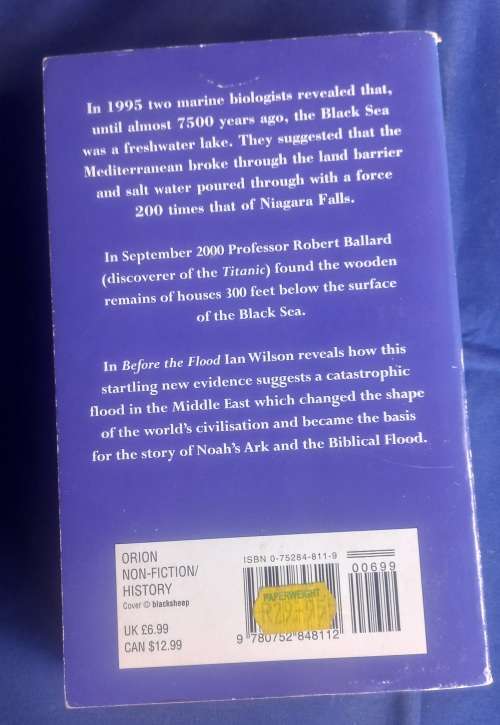 In 1995 two marine biologists revealed that,
until almost 7500 years ago, the Black Sea
was a freshwater lake. They suggested that the
Mediterranean broke through the land barrier
and salt water poured through with a force
200 times that of Niagara Falls.
In September 2000 Professor Robert Ballard
(discoverer of the Titanic) found the wooden
remains of houses 300 feet below the surface
of the Black Sea.
In Before the Flood Ian Wilson reveals how this
startling new evidence suggests a catastrophic
flood in the Middle East which changed the shape
of the world's civilisation and became the basis
for the story of Noah's Ark and the Biblical Flood.
ORION
NON-FICTION/
HISTORY
Cover © blacksheep
UK £6.99
CAN $12.99
ISBN 0-75284-811-9
00699
PAPERWEIGHT
9 780752 848112